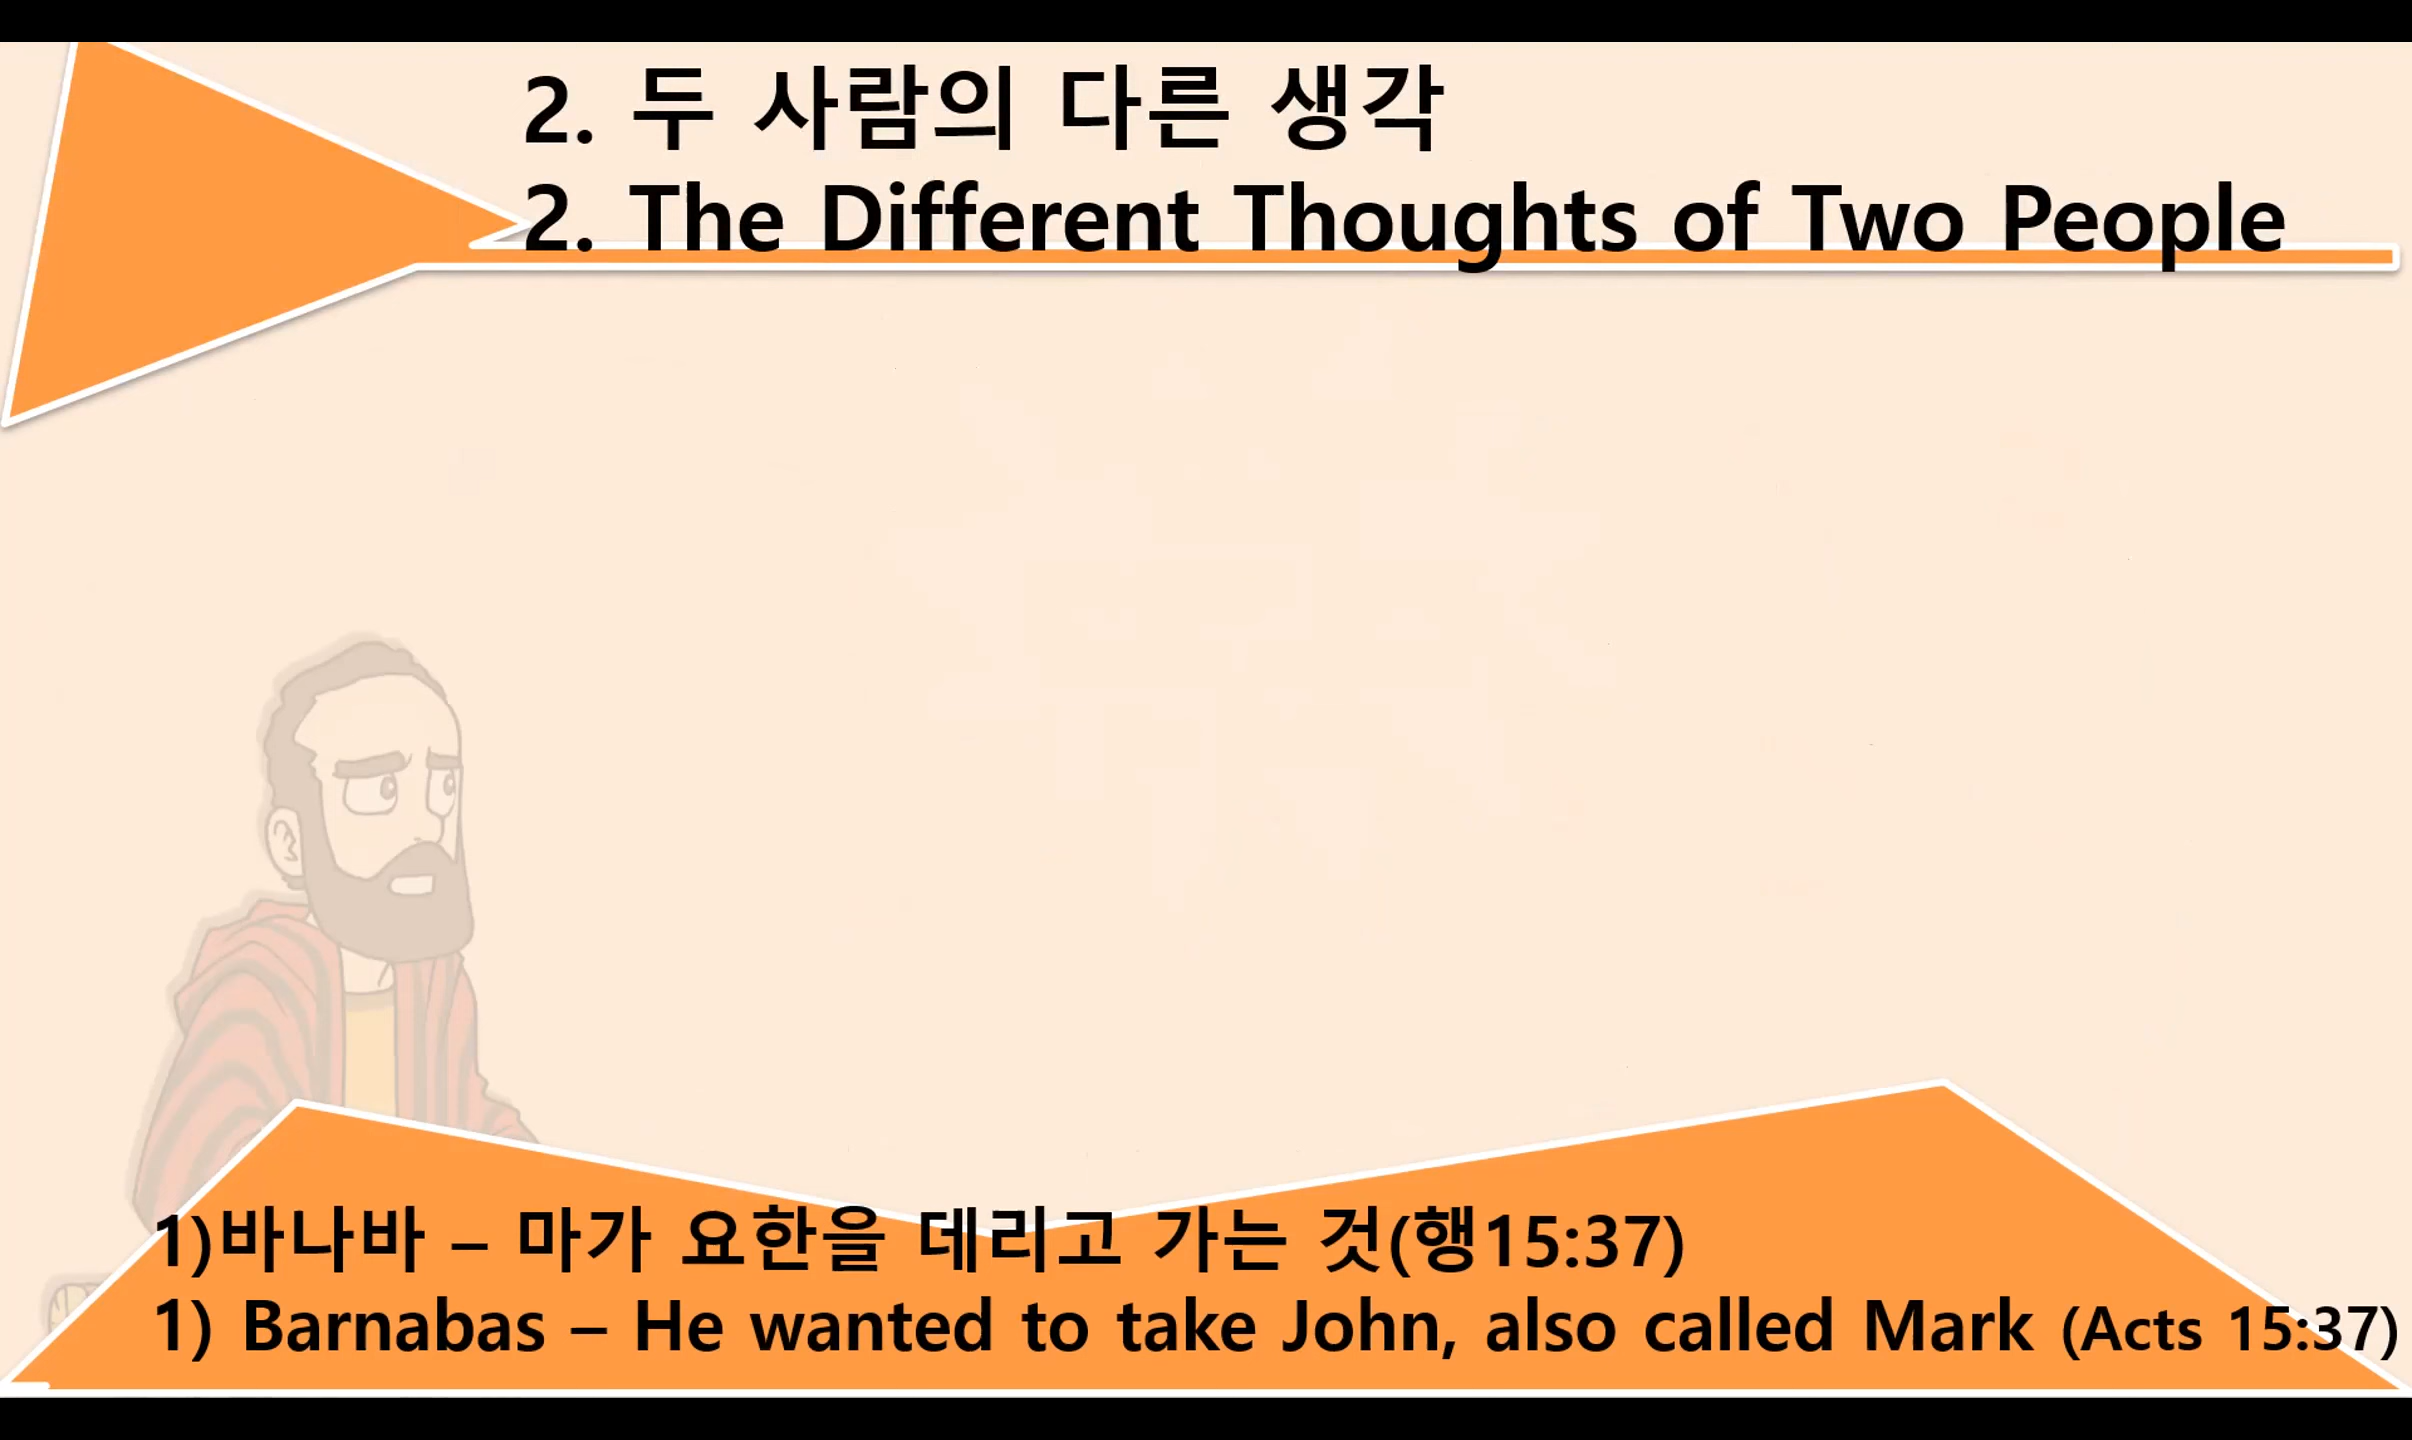 2. 두 사람의 다른 생각
2. The Different Thoughts of Two People
1)바나바 – 마가 요한을 데리고 가는 것(행15:37)
1) Barnabas – He wanted to take John, also called Mark (Acts 15:37)